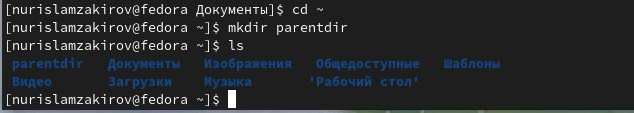 [nurislamzakirov@fedora Документы]$ cd ~
[nurislamzakirov@fedora ~]$ mkdir parentdir
[nurislamzakirov@fedora ~]$ ls
parentdir Документы Изображения Общедоступные Шаблоны
Видео Загрузки Музыка 'Рабочий стол'
[nurislamzakirov@fedora ~]$